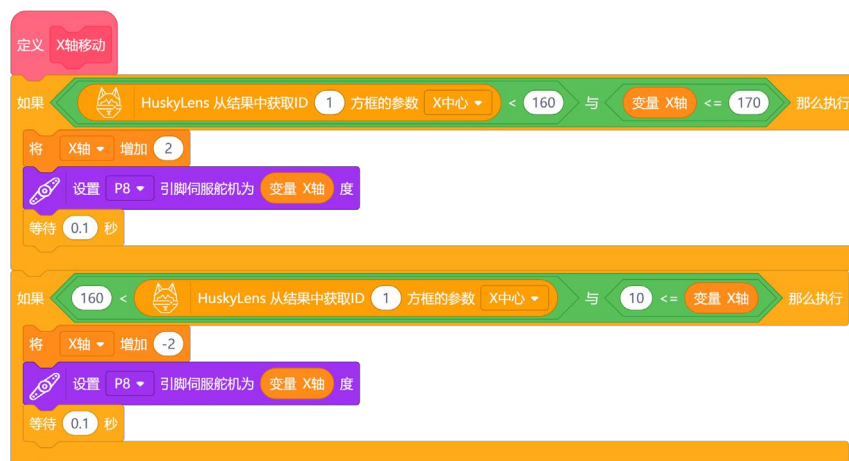 定义 X轴移动
如果 HuskyLens 从结果中获取ID 1 方框的参数 X中心 < 160 与 变量 X轴 <= 170 那么执行
将 X轴 增加 2
设置 P8 引脚伺服舵机为 变量 X轴 度
等待 0.1 秒
如果 160 < HuskyLens 从结果中获取ID 1 方框的参数 X中心 与 10 <= 变量 X轴 那么执行
将 X轴 增加 -2
设置 P8 引脚伺服舵机为 变量 X轴 度
等待 0.1 秒